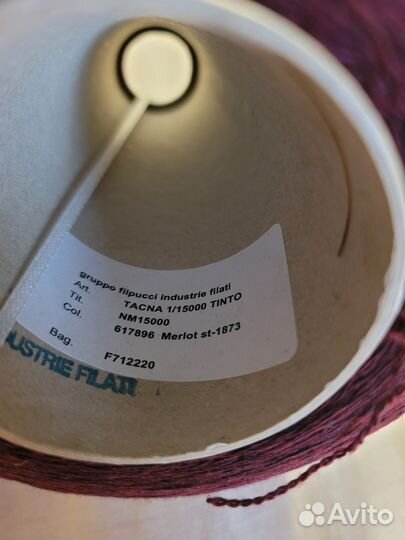 gruppo filpucci industrie filati
Art. TACNA 1/15000 TINTO
Tit. NM15000
Col. 617896 Merlot st-1873
Bag. F712220
DUSTRIE FILATI
Avito